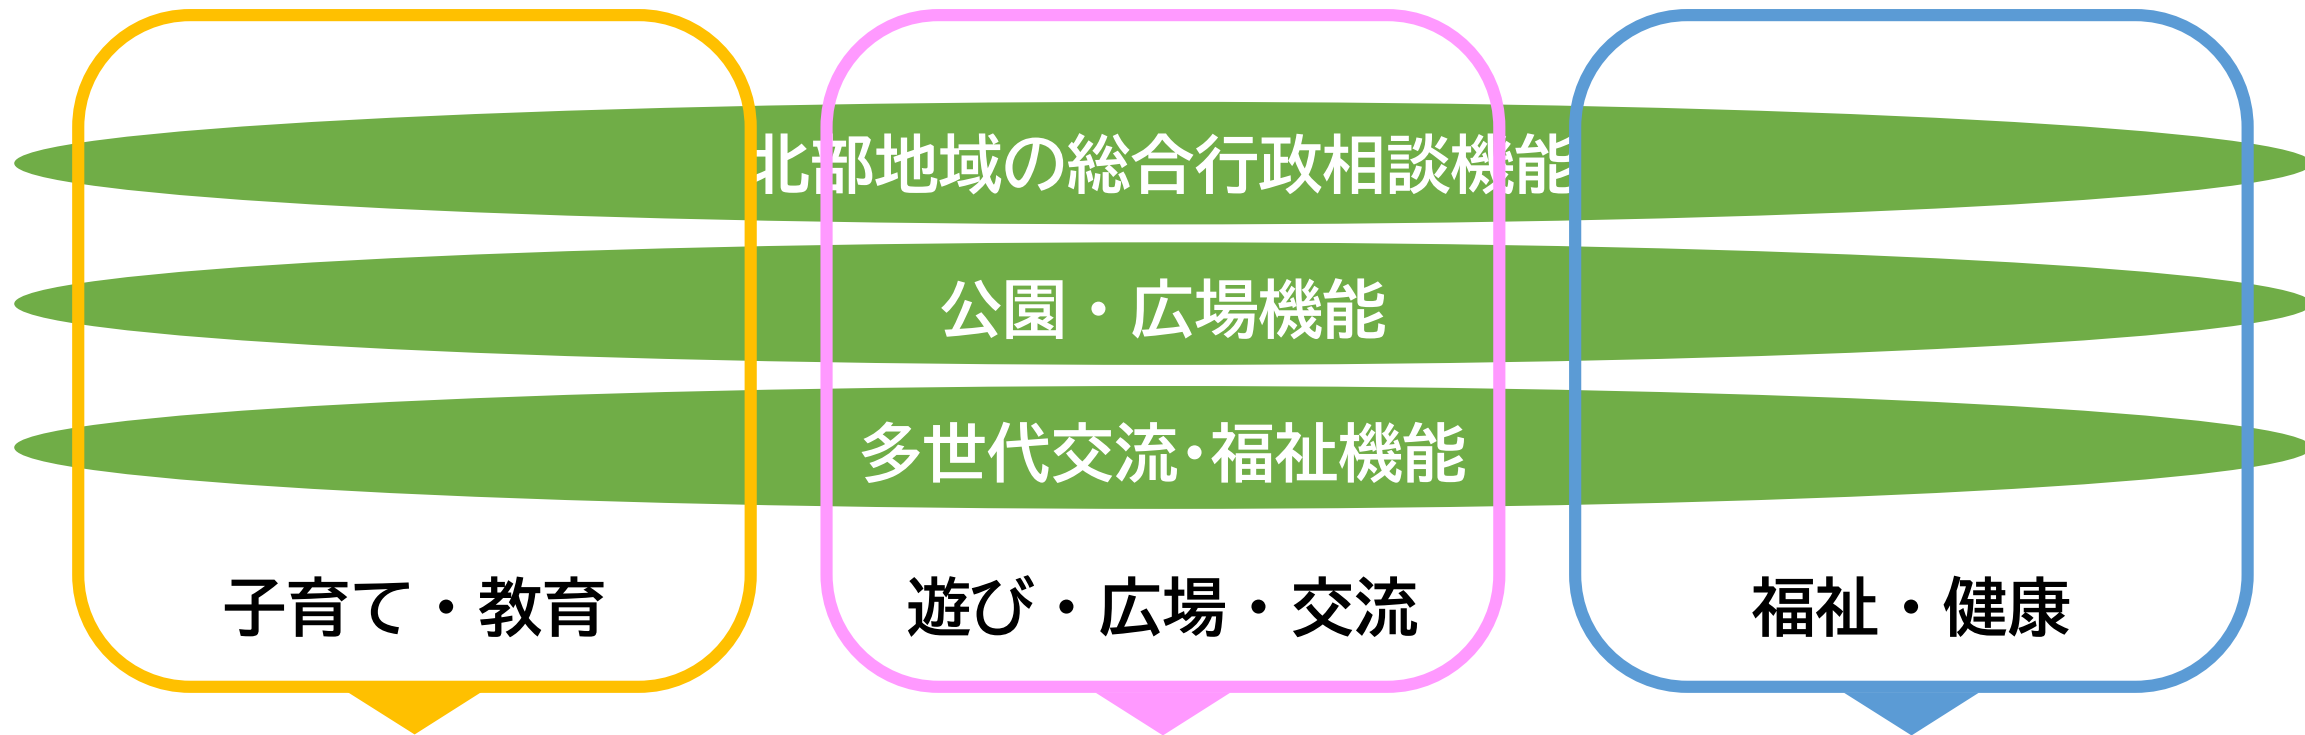 北部地域の総合行政相談機能
公園・広場機能
多世代交流･福祉機能
子育て・教育
遊び・広場・交流
福祉・健康